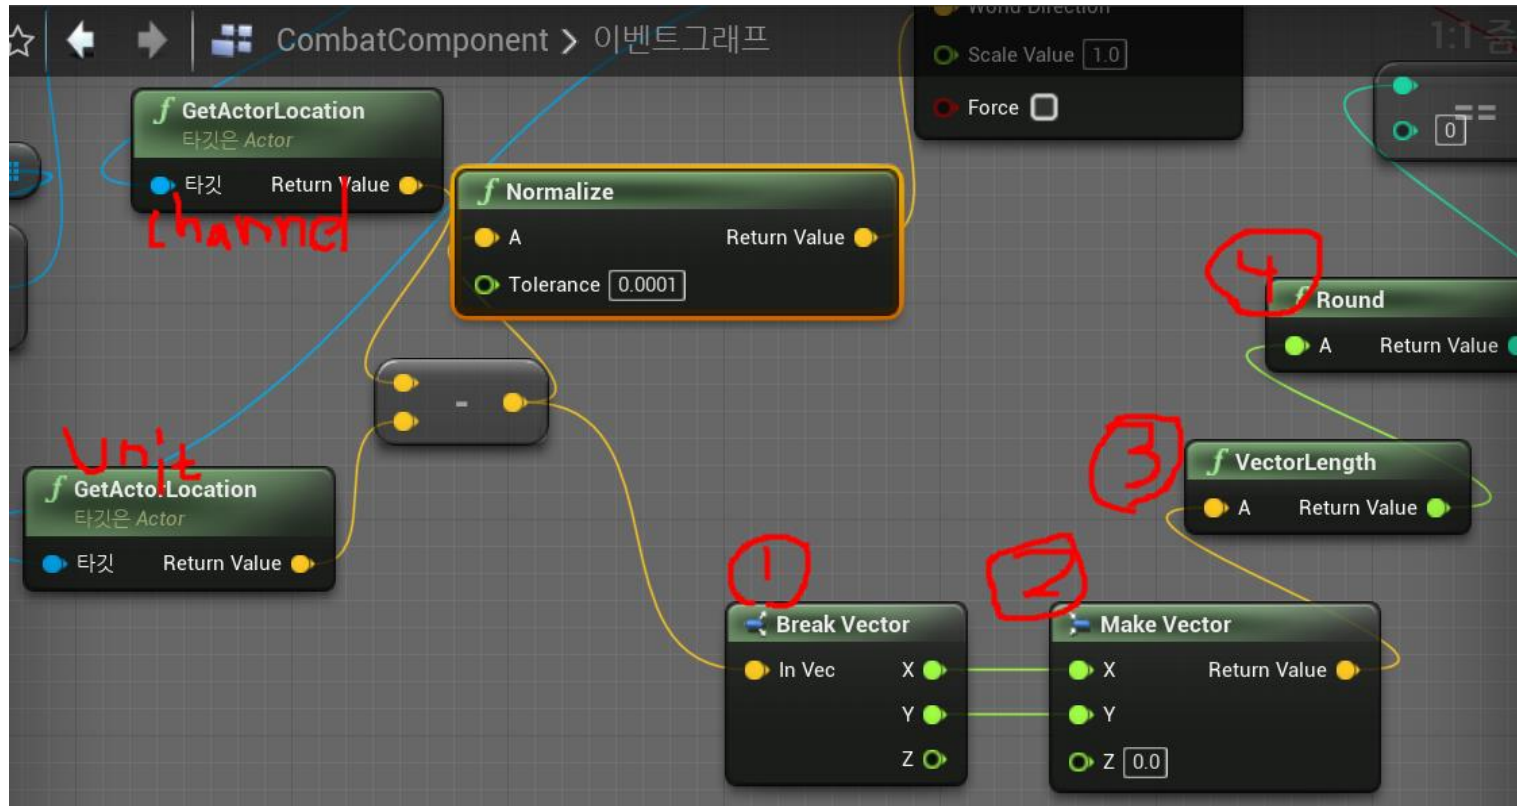 CombatComponent > 이벤트그래프
1:1 줌
World Direction
Scale Value 1.0
Force
GetActorLocation
타깃은 Actor
타깃 Return Value
channel
Normalize
A Return Value
Tolerance 0.0001
==
0
4
Round
A Return Value
-
unit
GetActorLocation
타깃은 Actor
타깃 Return Value
3
VectorLength
A Return Value
1
Break Vector
In Vec X
Y
Z
2
Make Vector
X Return Value
Y
Z 0.0